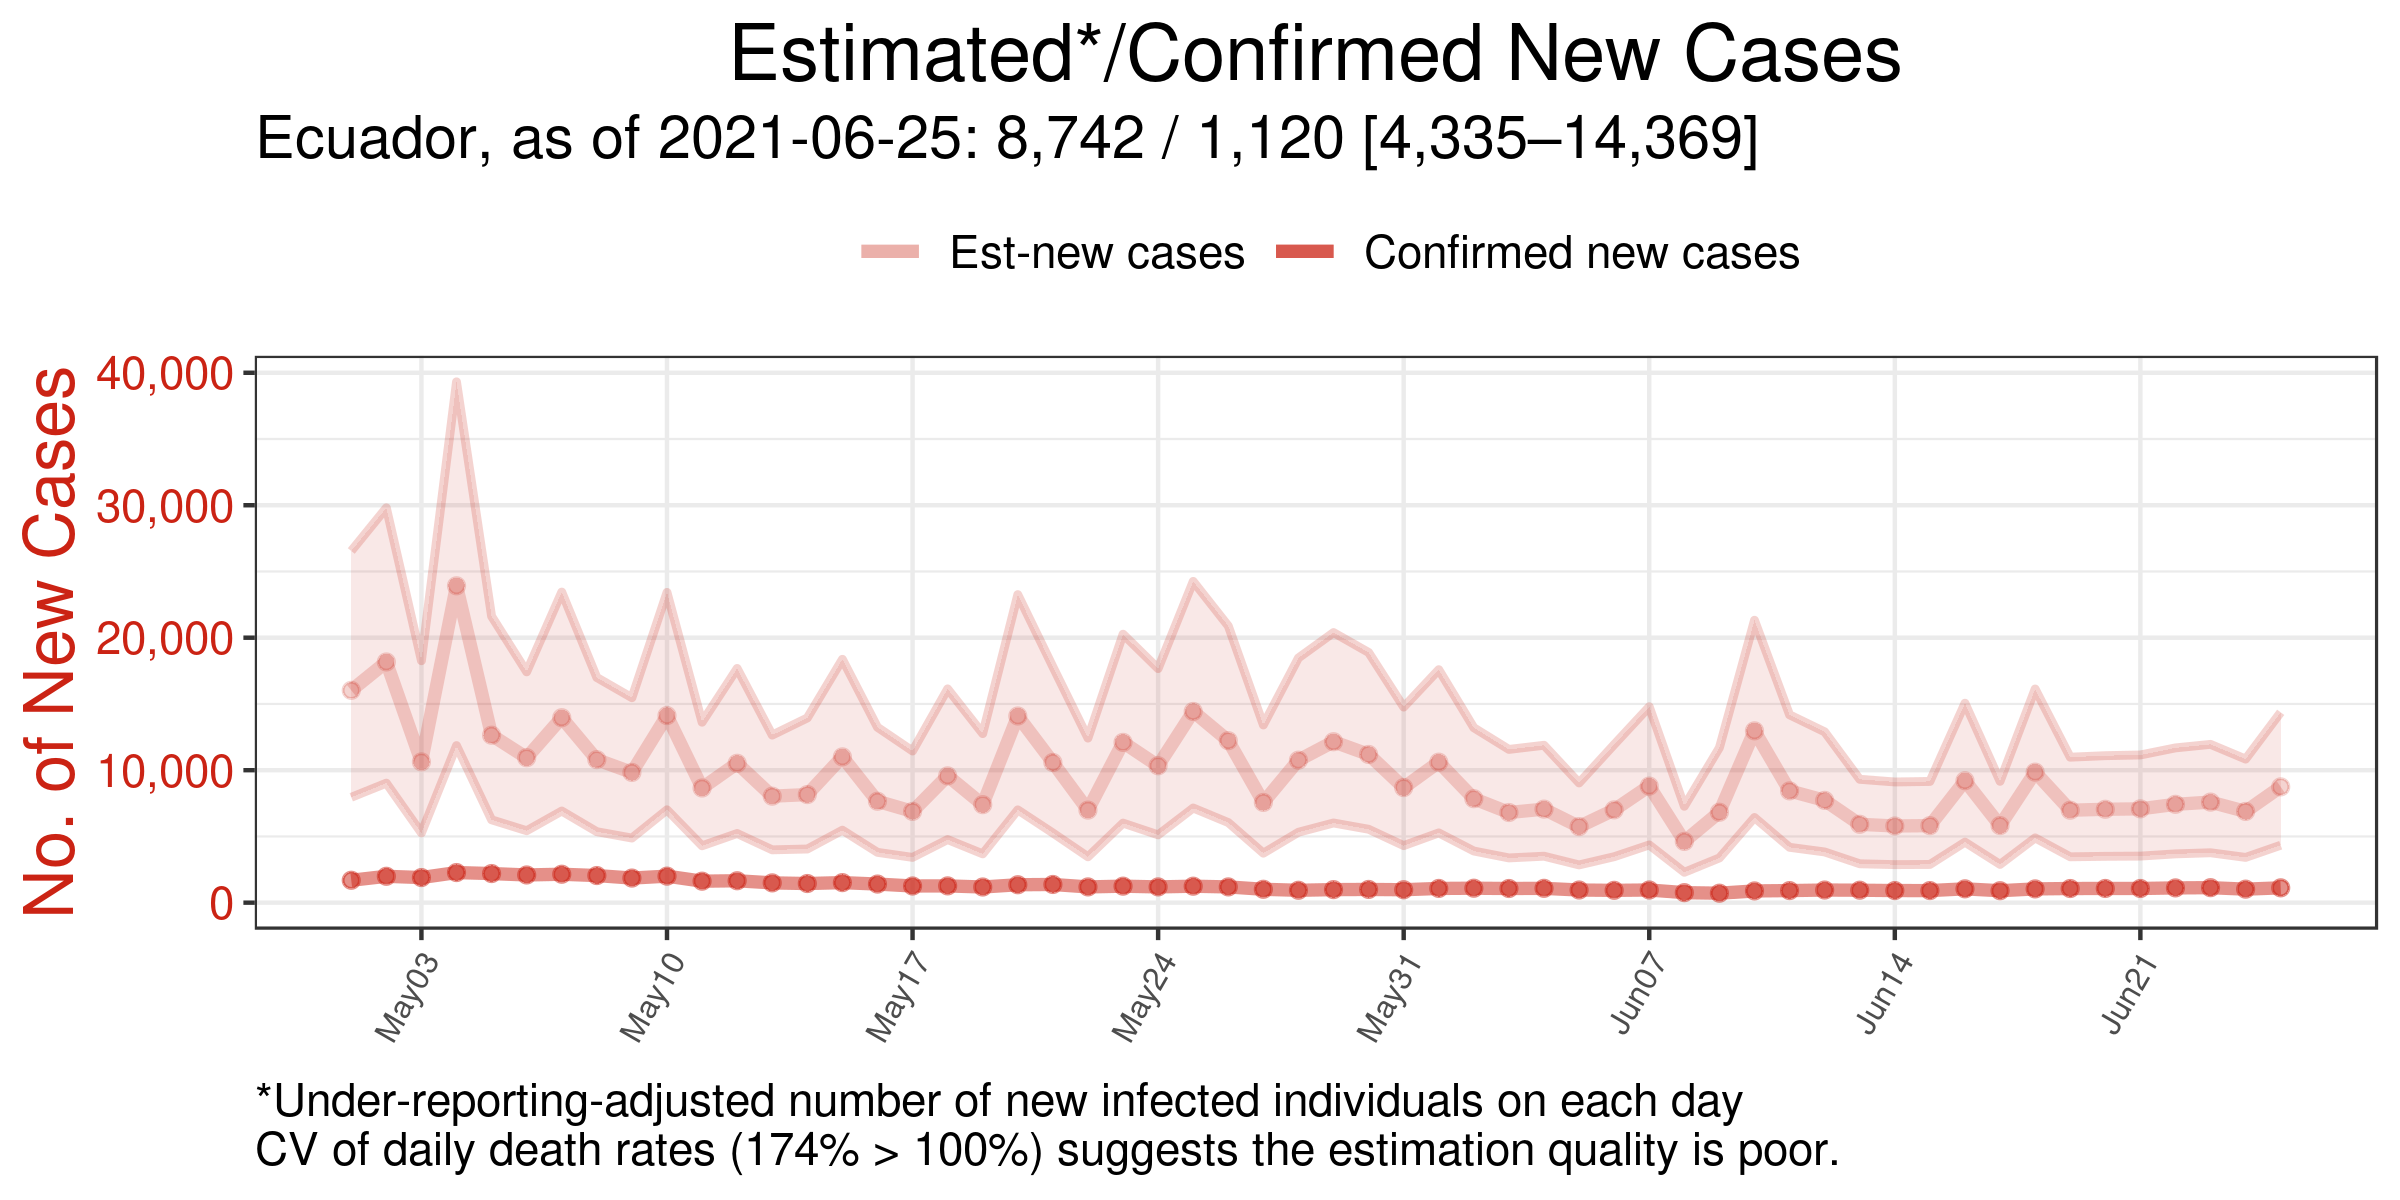 Estimated*/Confirmed New Cases
Ecuador, as of 2021-06-25: 8,742 / 1,120 [4,335–14,369]
Est-new cases Confirmed new cases
No. of New Cases
40,000
30,000
20,000
10,000
0
May03 May10 May17 May24 May31 Jun07 Jun14 Jun21
*Under-reporting-adjusted number of new infected individuals on each day
CV of daily death rates (174% > 100%) suggests the estimation quality is poor.